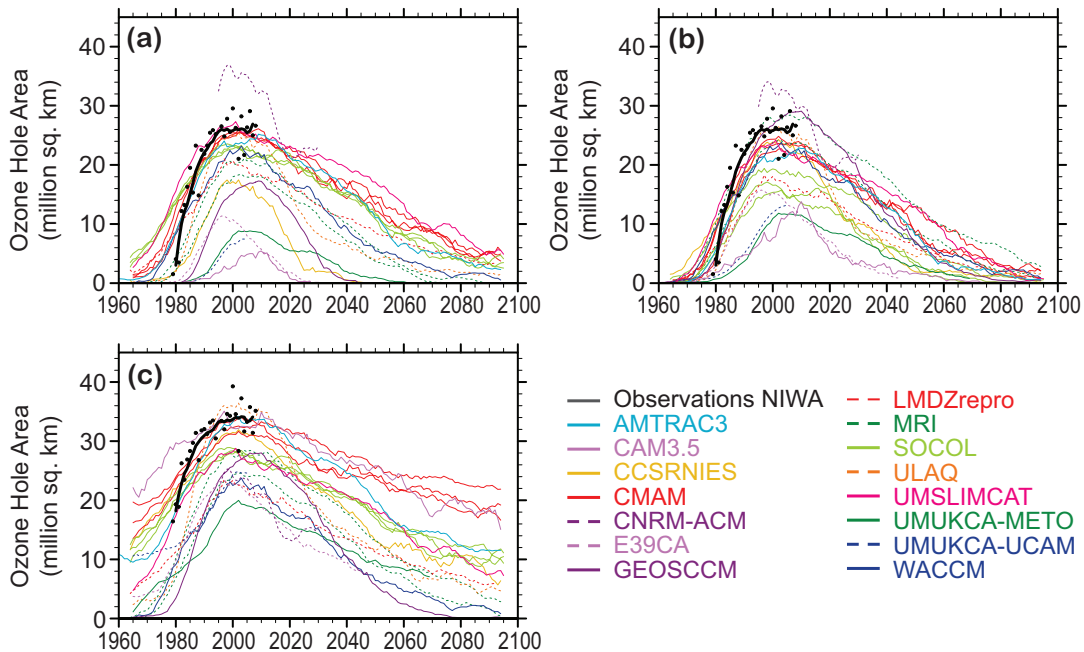 (a)
Ozone Hole Area
(million sq. km)
40
30
20
10
0
1960 1980 2000 2020 2040 2060 2080 2100
(b)
Ozone Hole Area
(million sq. km)
40
30
20
10
0
1960 1980 2000 2020 2040 2060 2080 2100
(c)
Ozone Hole Area
(million sq. km)
40
30
20
10
0
1960 1980 2000 2020 2040 2060 2080 2100
Observations NIWA
AMTRAC3
CAM3.5
CCSRNIES
CMAM
CNRM-ACM
E39CA
GEOSCCM
LMDZrepro
MRI
SOCOL
ULAQ
UMSLIMCAT
UMUKCA-METO
UMUKCA-UCAM
WACCM